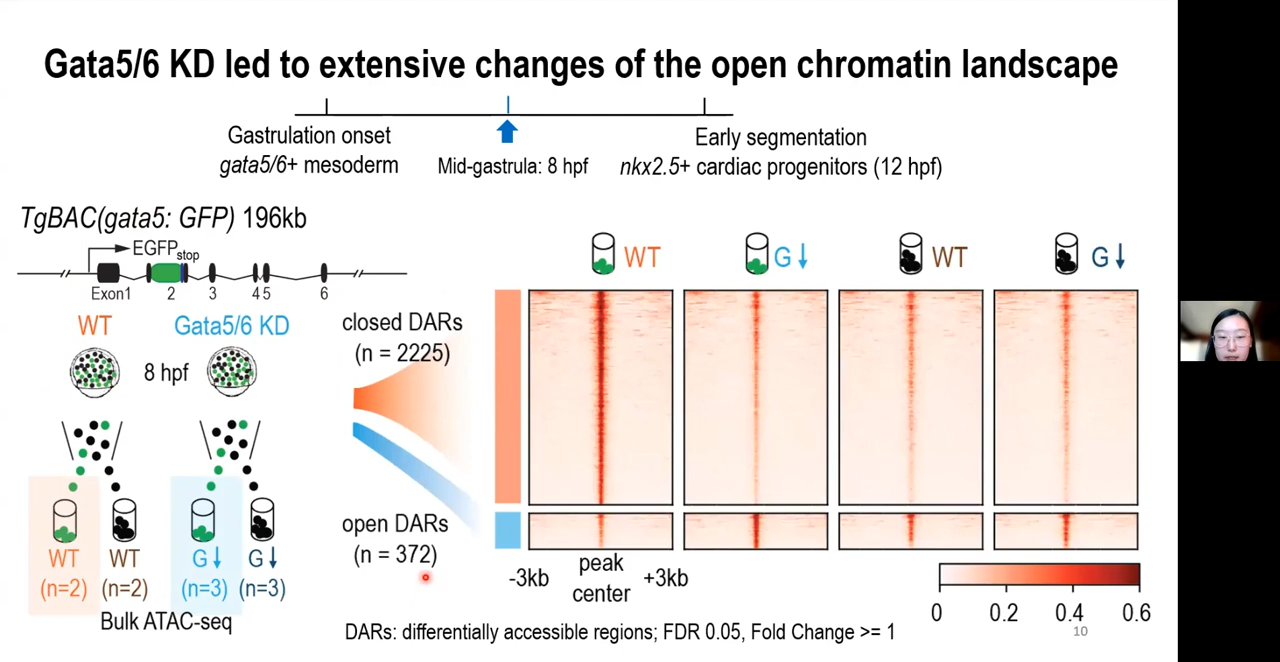 Gata5/6 KD led to extensive changes of the open chromatin landscape
Gastrulation onset
gata5/6+ mesoderm
Mid-gastrula: 8 hpf
Early segmentation
nkx2.5+ cardiac progenitors (12 hpf)
TgBAC(gata5: GFP) 196kb
EGFP
stop
Exon1 2 3 4 5 6
WT Gata5/6 KD
8 hpf
closed DARs
(n = 2225)
open DARs
(n = 372)
WT WT G↓ G↓
(n=2) (n=2) (n=3) (n=3)
Bulk ATAC-seq
WT G↓ WT G↓
-3kb peak center +3kb
0 0.2 0.4 0.6
DARs: differentially accessible regions; FDR 0.05, Fold Change >= 1
10